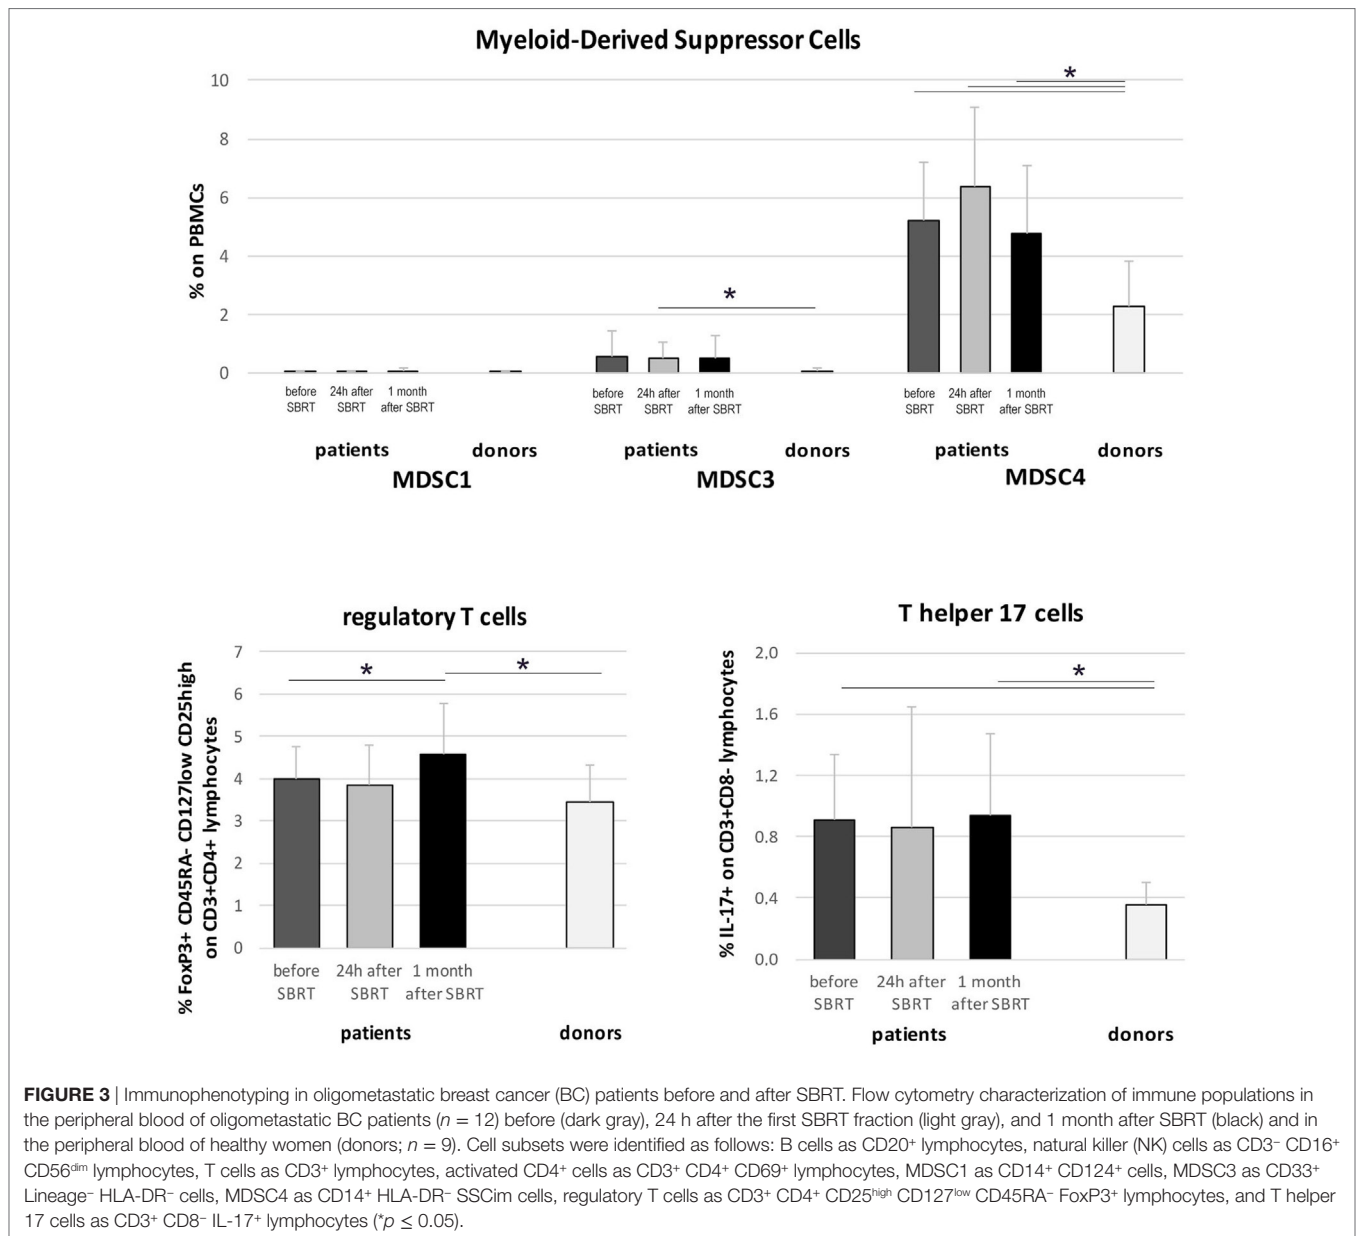 Myeloid-Derived Suppressor Cells
% on PBMCs
10
8
6
4
2
0
*
*
before SBRT
24h after SBRT
1 month after SBRT
before SBRT
24h after SBRT
1 month after SBRT
before SBRT
24h after SBRT
1 month after SBRT
patients donors patients donors patients donors
MDSC1 MDSC3 MDSC4
regulatory T cells
% FoxP3+ CD45RA- CD127low CD25high
on CD3+CD4+ lymphocytes
7
6
5
4
3
2
1
0
* *
before SBRT
24h after SBRT
1 month after SBRT
patients donors
T helper 17 cells
% IL-17+ on CD3+CD8- lymphocytes
2,0
1.6
1,2
0.8
0,4
0.0
*
before SBRT
24h after SBRT
1 month after SBRT
patients donors
FIGURE 3 | Immunophenotyping in oligometastatic breast cancer (BC) patients before and after SBRT. Flow cytometry characterization of immune populations in
the peripheral blood of oligometastatic BC patients (n = 12) before (dark gray), 24 h after the first SBRT fraction (light gray), and 1 month after SBRT (black) and in
the peripheral blood of healthy women (donors; n = 9). Cell subsets were identified as follows: B cells as CD20⁺ lymphocytes, natural killer (NK) cells as CD3⁻ CD16⁺
CD56ᵈⁱᵐ lymphocytes, T cells as CD3⁺ lymphocytes, activated CD4⁺ cells as CD3⁺ CD4⁺ CD69⁺ lymphocytes, MDSC1 as CD14⁺ CD124⁺ cells, MDSC3 as CD33⁺
Lineage⁻ HLA-DR⁻ cells, MDSC4 as CD14⁺ HLA-DR⁻ SSCim cells, regulatory T cells as CD3⁺ CD4⁺ CD25ʰⁱᵍʰ CD127ˡᵒʷ CD45RA⁻ FoxP3⁺ lymphocytes, and T helper
17 cells as CD3⁺ CD8⁻ IL-17⁺ lymphocytes (*p ≤ 0.05).